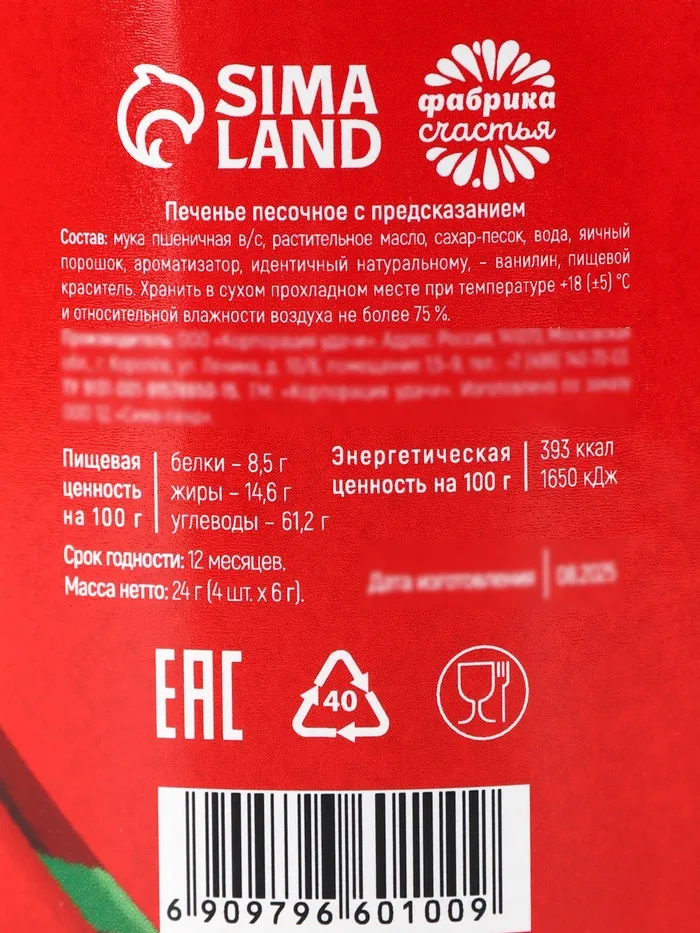 SIMA
LAND
фабрика
счастья
Печенье песочное с предсказанием
Состав: мука пшеничная в/с, растительное масло, сахар-песок, вода, яичный
порошок, ароматизатор, идентичный натуральному, – ванилин, пищевой
краситель. Хранить в сухом прохладном месте при температуре +18 (±5) °С
и относительной влажности воздуха не более 75 %.
Пищевая
ценность
на 100 г
белки – 8,5 г
жиры – 14,6 г
углеводы – 61,2 г
Энергетическая
ценность на 100 г
393 ккал
1650 кДж
Срок годности: 12 месяцев.
Масса нетто: 24 г (4 шт. х 6 г).
Дата изготовления 08.2025
EAC
40
6 909796 601009